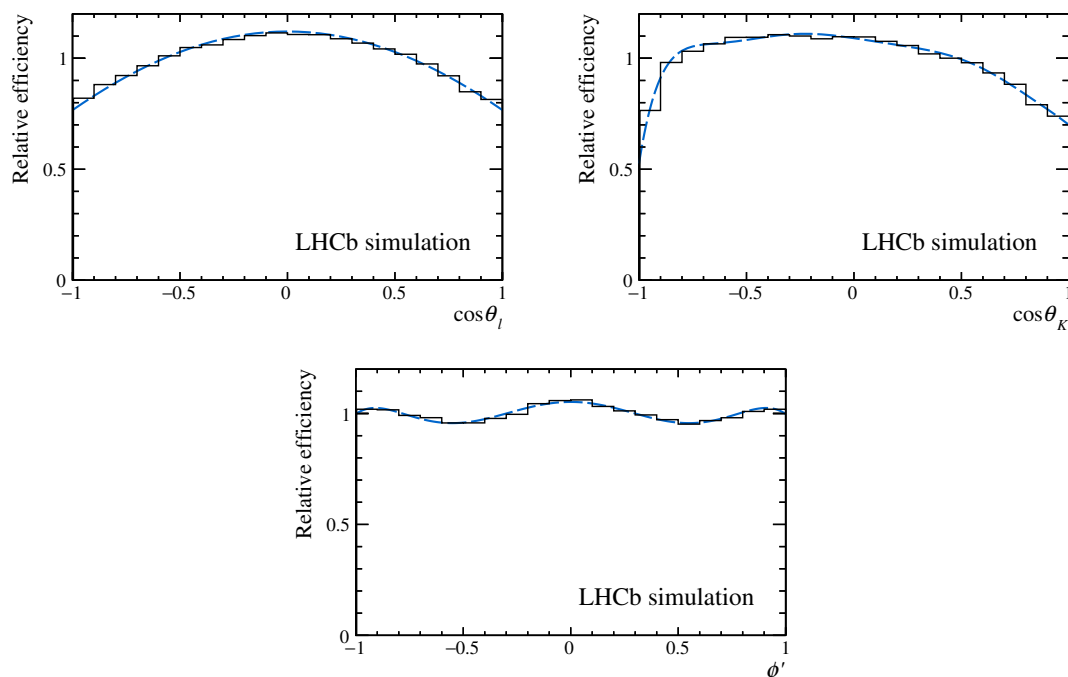 Relative efficiency
1
0.5
0
LHCb simulation
−1 −0.5 0 0.5 1
cosθl
Relative efficiency
1
0.5
0
LHCb simulation
−1 −0.5 0 0.5 1
cosθK
Relative efficiency
1
0.5
0
LHCb simulation
−1 −0.5 0 0.5 1
ϕ′